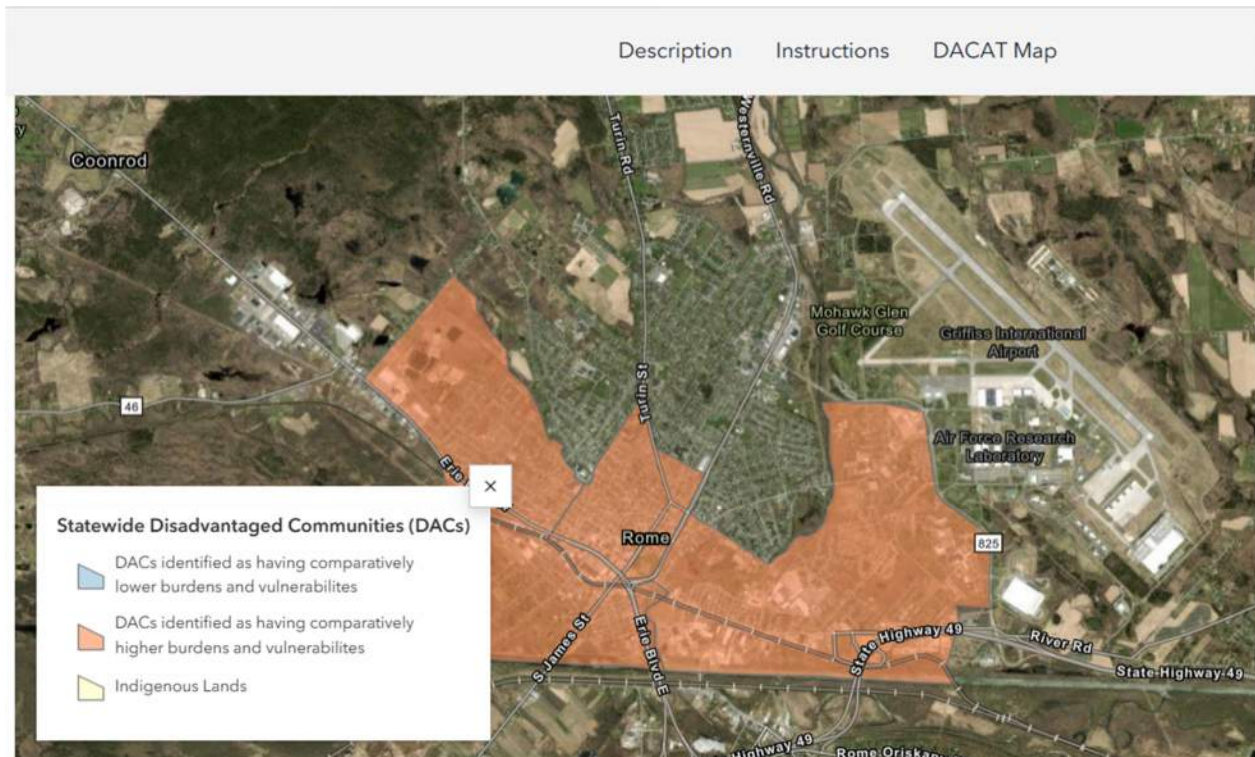 Description Instructions DACAT Map
Coonrod
Turin Rd
Westernville Rd
Mohawk Glen
Golf Course
Griffiss International
Airport
46
Turin St
Air Force Research
Laboratory
Erie
Rome
825
Statewide Disadvantaged Communities (DACs)
DACs identified as having comparatively
lower burdens and vulnerabilites
DACs identified as having comparatively
higher burdens and vulnerabilites
Indigenous Lands
S James St
Erie Blvd E
State Highway 49
River Rd
State Highway 49
Highway 49
Rome Oriskany